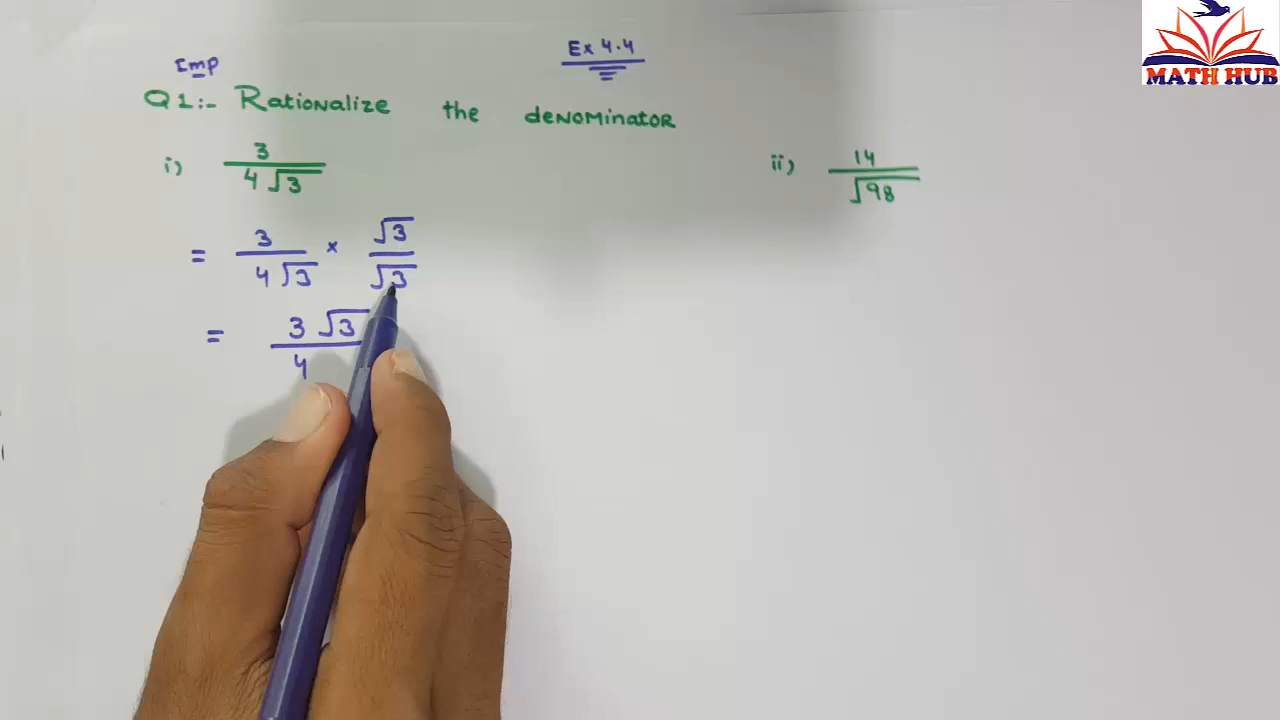 Ex 4.4
MATH HUB
Imp
Q1:- Rationalize the denominator
i) 3 / 4√3
ii) 14 / √98
= 3 / 4√3 × √3 / √3
= 3√3 / 4